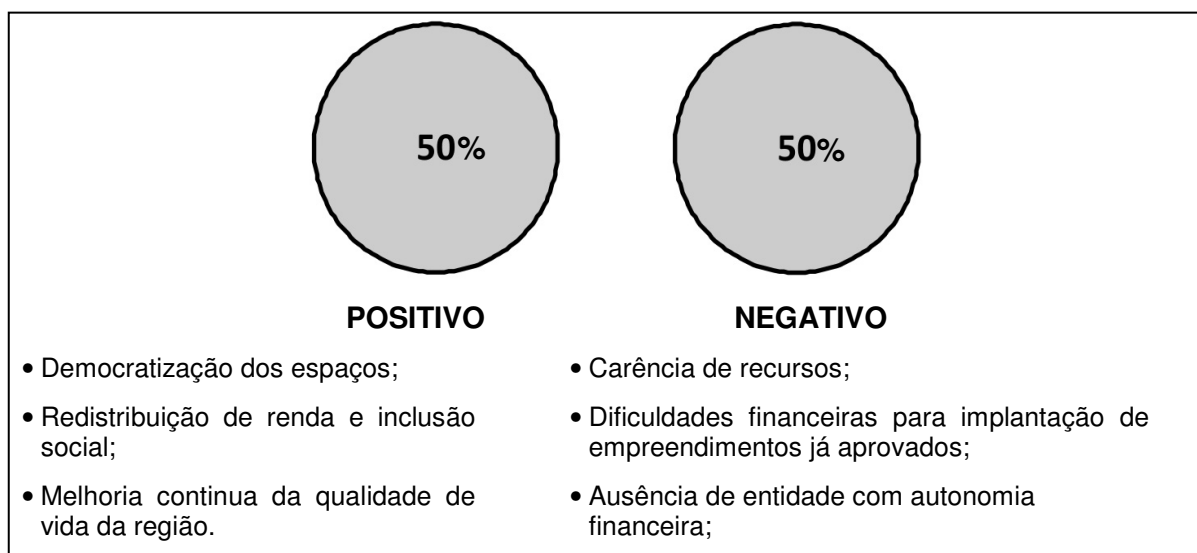 50%
50%
POSITIVO
NEGATIVO
• Democratização dos espaços;
• Redistribuição de renda e inclusão
social;
• Melhoria continua da qualidade de
vida da região.
• Carência de recursos;
• Dificuldades financeiras para implantação de
empreendimentos já aprovados;
• Ausência de entidade com autonomia
financeira;